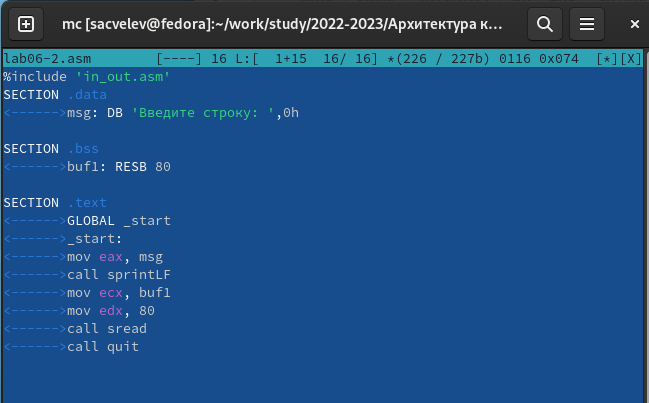 mc [sacvelev@fedora]:~/work/study/2022-2023/Архитектура к...
lab06-2.asm [----] 16 L:[ 1+15 16/ 16] *(226 / 227b) 0116 0x074 [*][X]
%include 'in_out.asm'
SECTION .data
<------>msg: DB 'Введите строку: ',0h
SECTION .bss
<------>buf1: RESB 80
SECTION .text
<------>GLOBAL _start
<------>_start:
<------>mov eax, msg
<------>call sprintLF
<------>mov ecx, buf1
<------>mov edx, 80
<------>call sread
<------>call quit